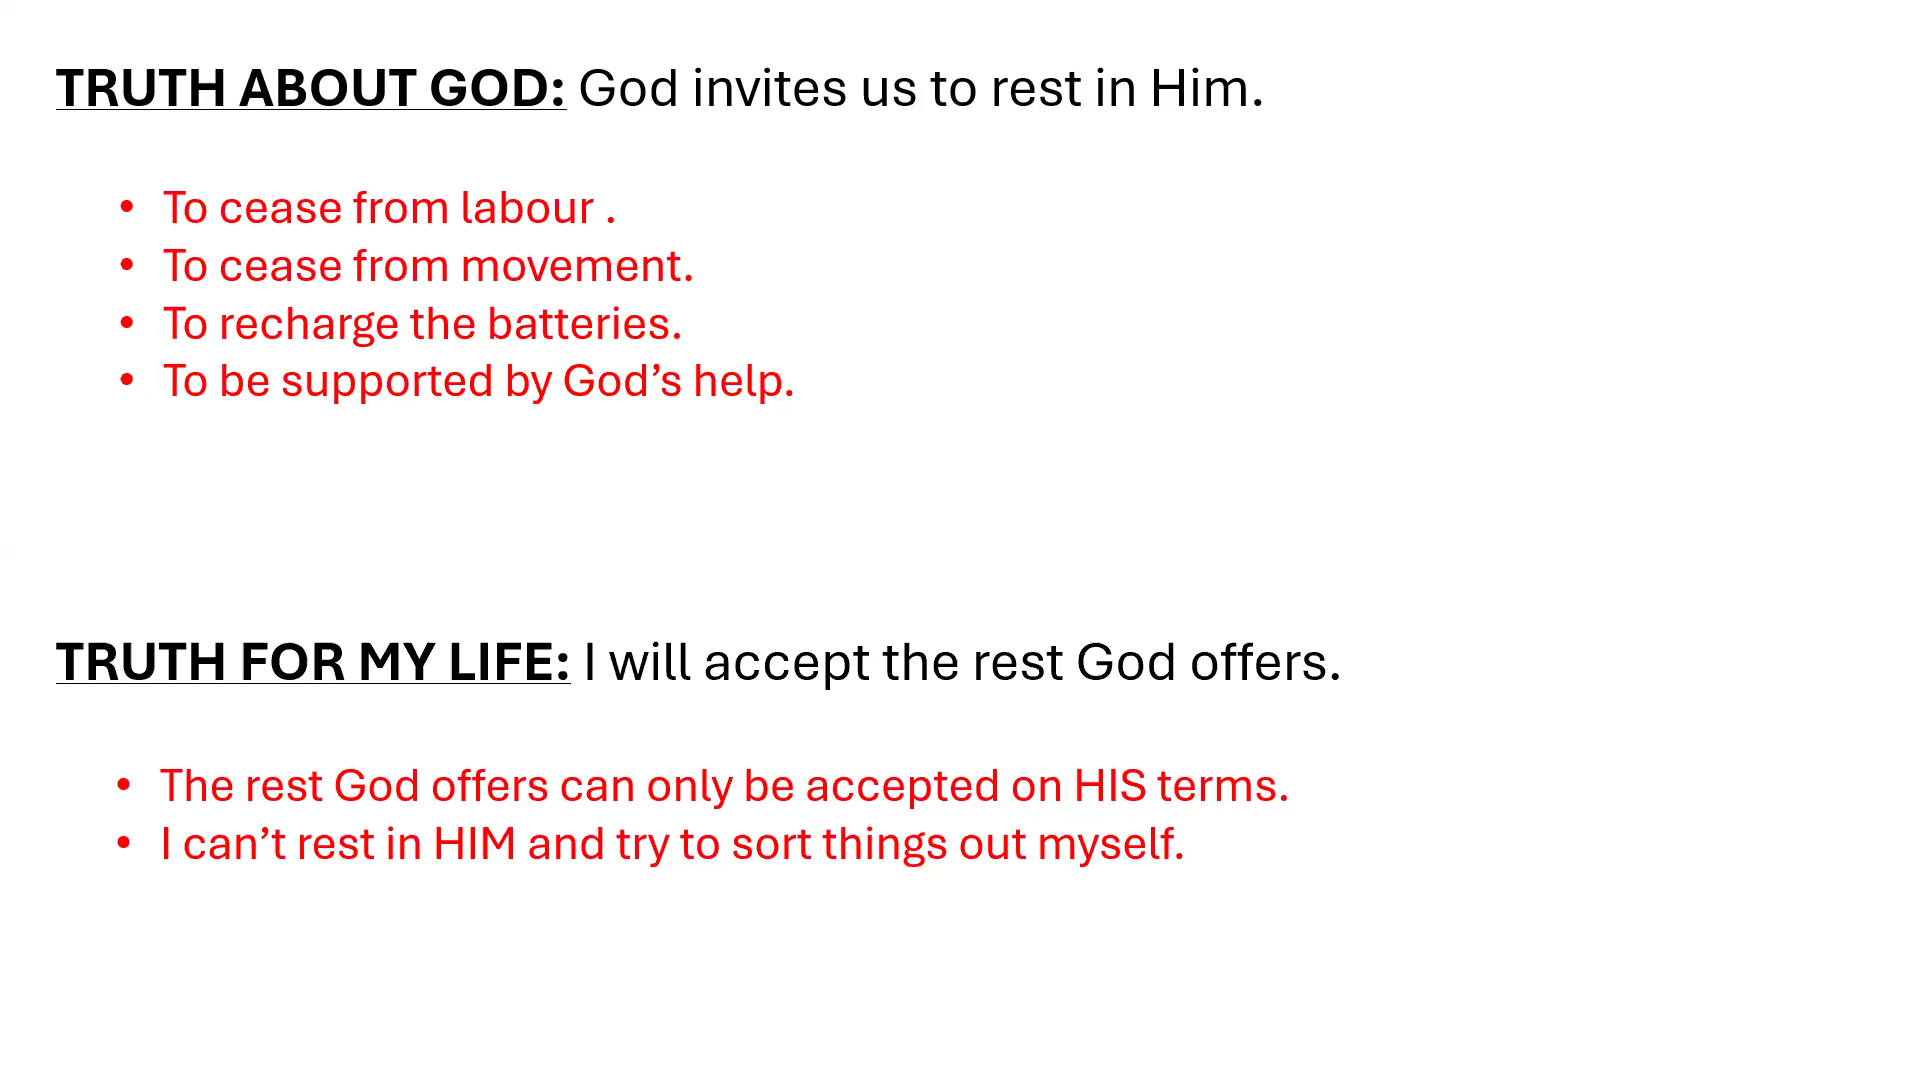 TRUTH ABOUT GOD: God invites us to rest in Him.
• To cease from labour .
• To cease from movement.
• To recharge the batteries.
• To be supported by God’s help.
TRUTH FOR MY LIFE: I will accept the rest God offers.
• The rest God offers can only be accepted on HIS terms.
• I can’t rest in HIM and try to sort things out myself.